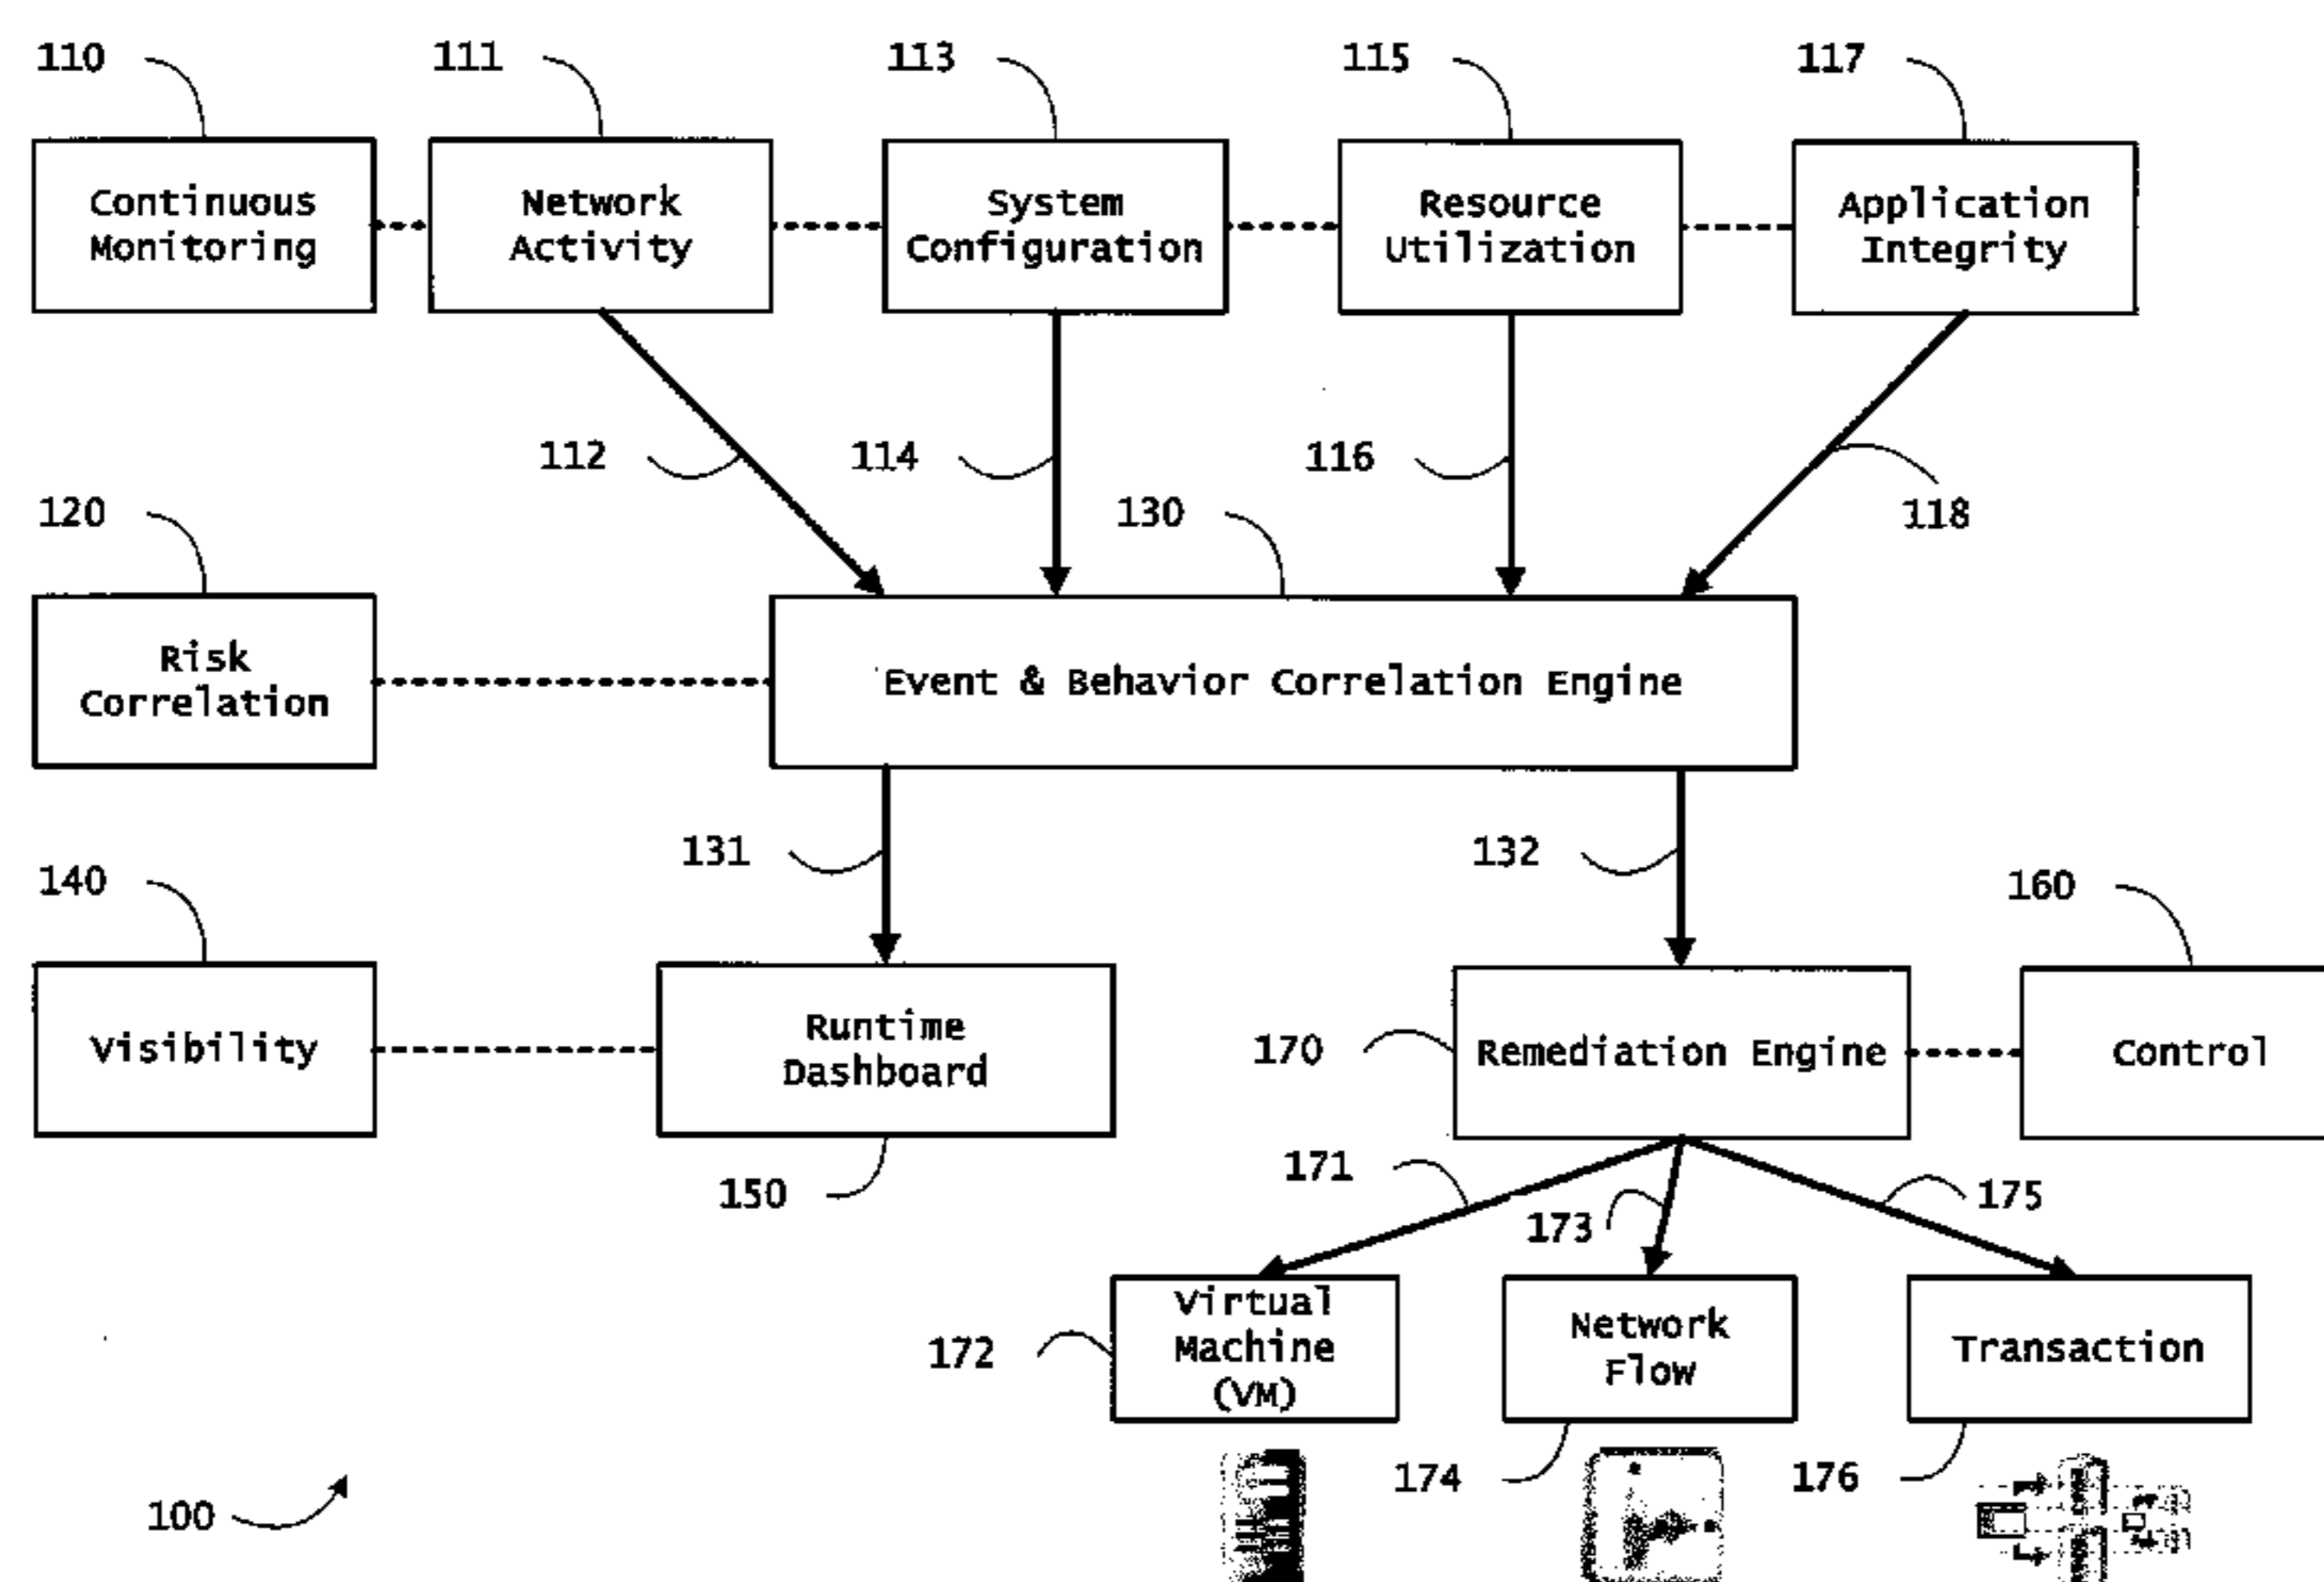 110
111
113
115
117
Continuous
Monitoring
Network
Activity
System
Configuration
Resource
Utilization
Application
Integrity
112
114
116
118
120
130
Risk
Correlation
Event & Behavior Correlation Engine
131
132
140
160
Visibility
Runtime
Dashboard
170
Remediation Engine
Control
150
171
173
175
172
Virtual
Machine
(VM)
Network
Flow
Transaction
174
176
100